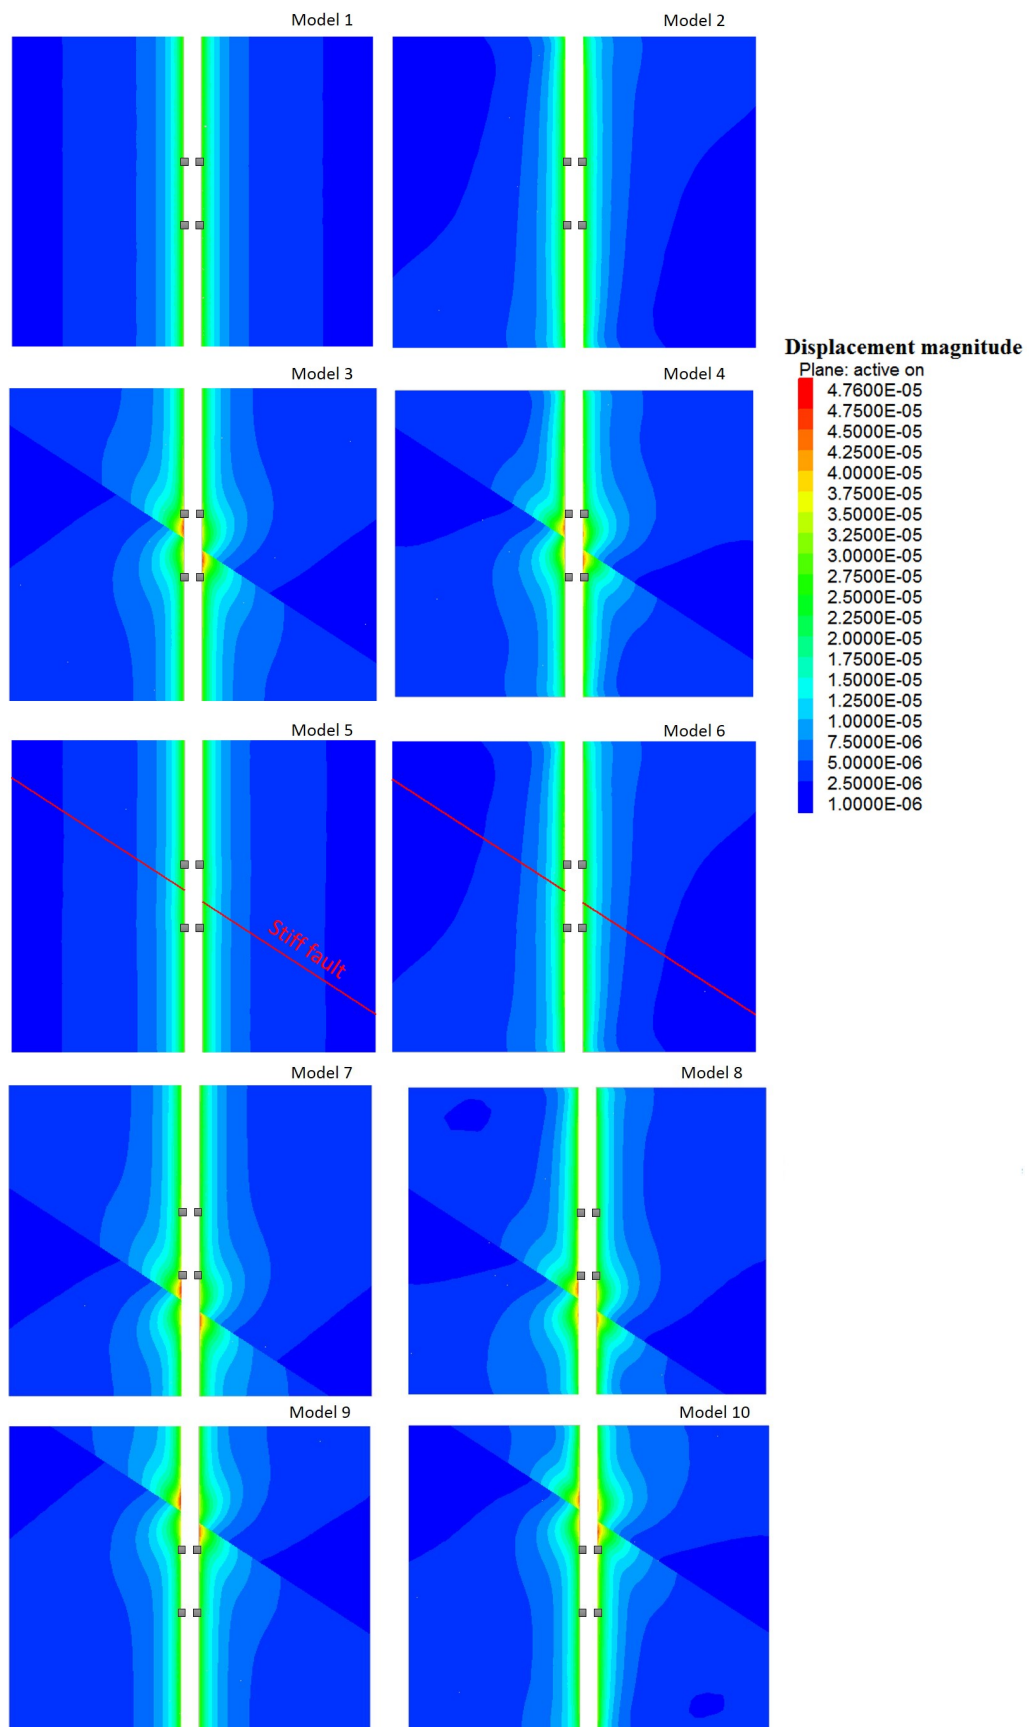 Model 1
Model 2
Displacement magnitude
Plane: active on
4.7600E-05
4.7500E-05
4.5000E-05
4.2500E-05
4.0000E-05
3.7500E-05
3.5000E-05
3.2500E-05
3.0000E-05
2.7500E-05
2.5000E-05
2.2500E-05
2.0000E-05
1.7500E-05
1.5000E-05
1.2500E-05
1.0000E-05
7.5000E-06
5.0000E-06
2.5000E-06
1.0000E-06
Model 3
Model 4
Model 5
Model 6
Stiff fault
Model 7
Model 8
Model 9
Model 10